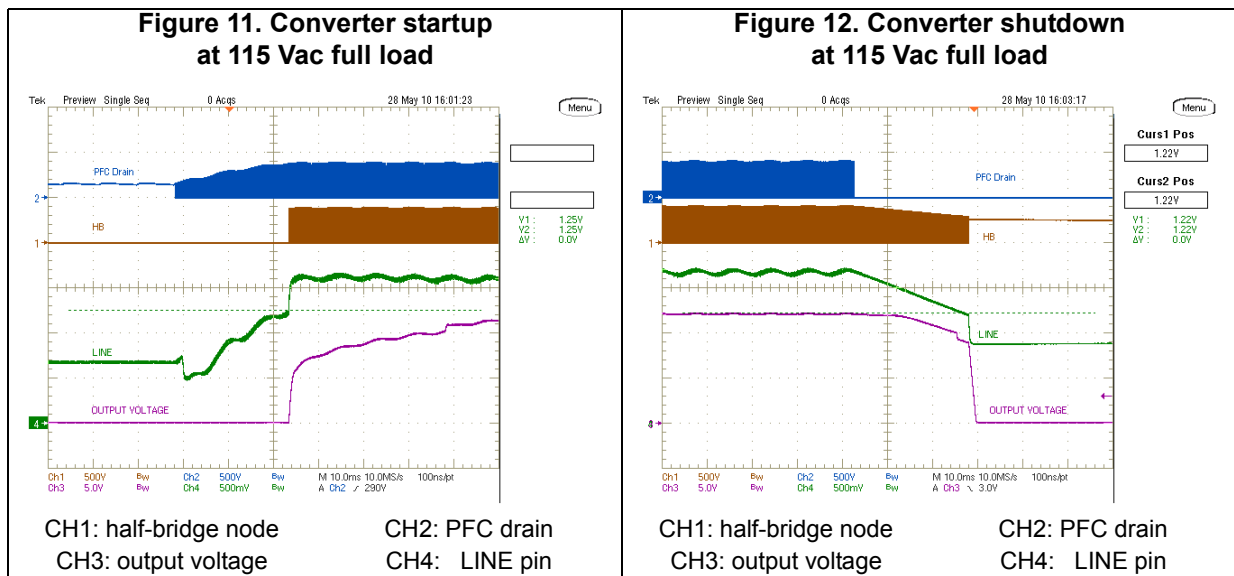 Figure 11. Converter startup
at 115 Vac full load
Tek Preview Single Seq 0 Acqs 28 May 10 16:01:23
Menu
PFC Drain
2
HB
1
V1 : 1.25V
V2 : 1.25V
ΔV : 0.0V
LINE
OUTPUT VOLTAGE
4
Ch1 500V Bw Ch2 500V Bw M 10.0ms 10.0MS/s 100ns/pt
Ch3 5.0V Bw Ch4 500mV Bw A Ch2 290V
CH1: half-bridge node CH2: PFC drain
CH3: output voltage CH4: LINE pin
Figure 12. Converter shutdown
at 115 Vac full load
Tek Preview Single Seq 0 Acqs 28 May 10 16:03:17
Menu
Curs1 Pos
1.22V
PFC Drain
Curs2 Pos
2
1.22V
V1 : 1.22V
V2 : 1.22V
ΔV : 0.0V
HB
1
LINE
OUTPUT VOLTAGE
Ch1 500V Bw Ch2 500V Bw M 10.0ms 10.0MS/s 100ns/pt
Ch3 5.0V Bw Ch4 500mV Bw A Ch3 3.0V
CH1: half-bridge node CH2: PFC drain
CH3: output voltage CH4: LINE pin